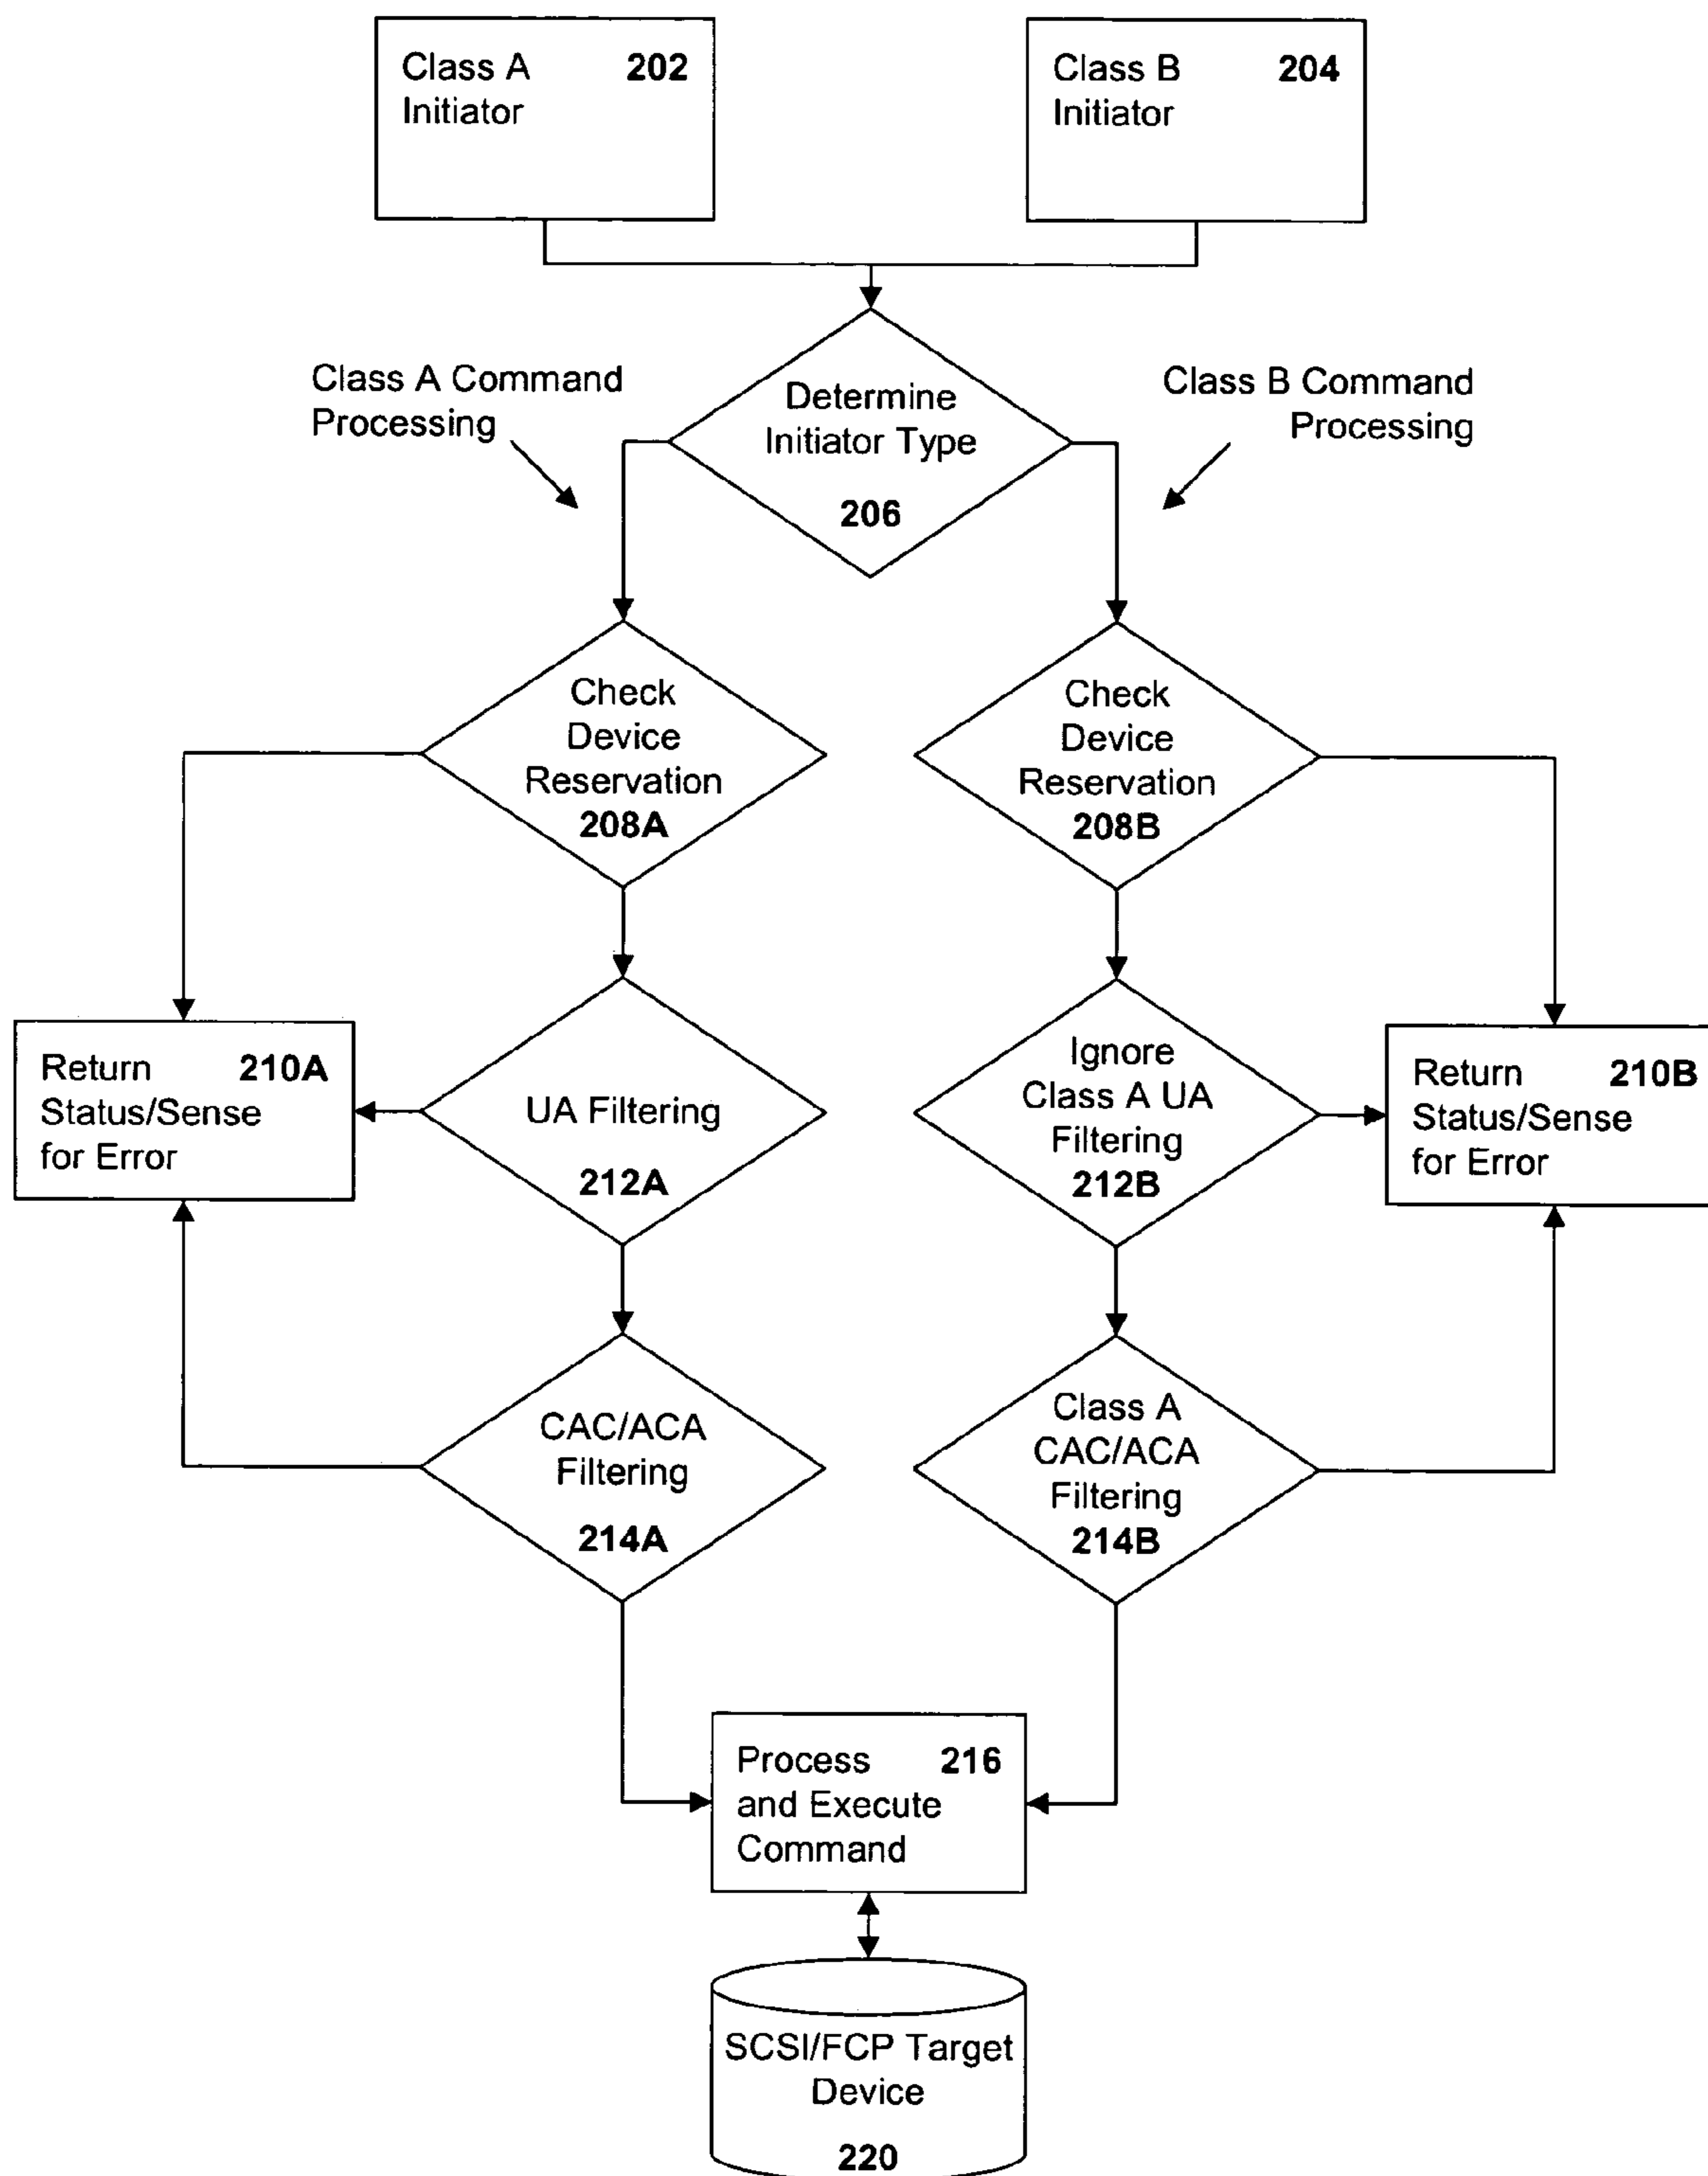 Class A 202
Initiator
Class B 204
Initiator
Class A Command
Processing
Determine
Initiator Type
206
Class B Command
Processing
Check
Device
Reservation
208A
Check
Device
Reservation
208B
Return 210A
Status/Sense
for Error
UA Filtering
212A
Ignore
Class A UA
Filtering
212B
Return 210B
Status/Sense
for Error
CAC/ACA
Filtering
214A
Class A
CAC/ACA
Filtering
214B
Process 216
and Execute
Command
SCSI/FCP Target
Device
220